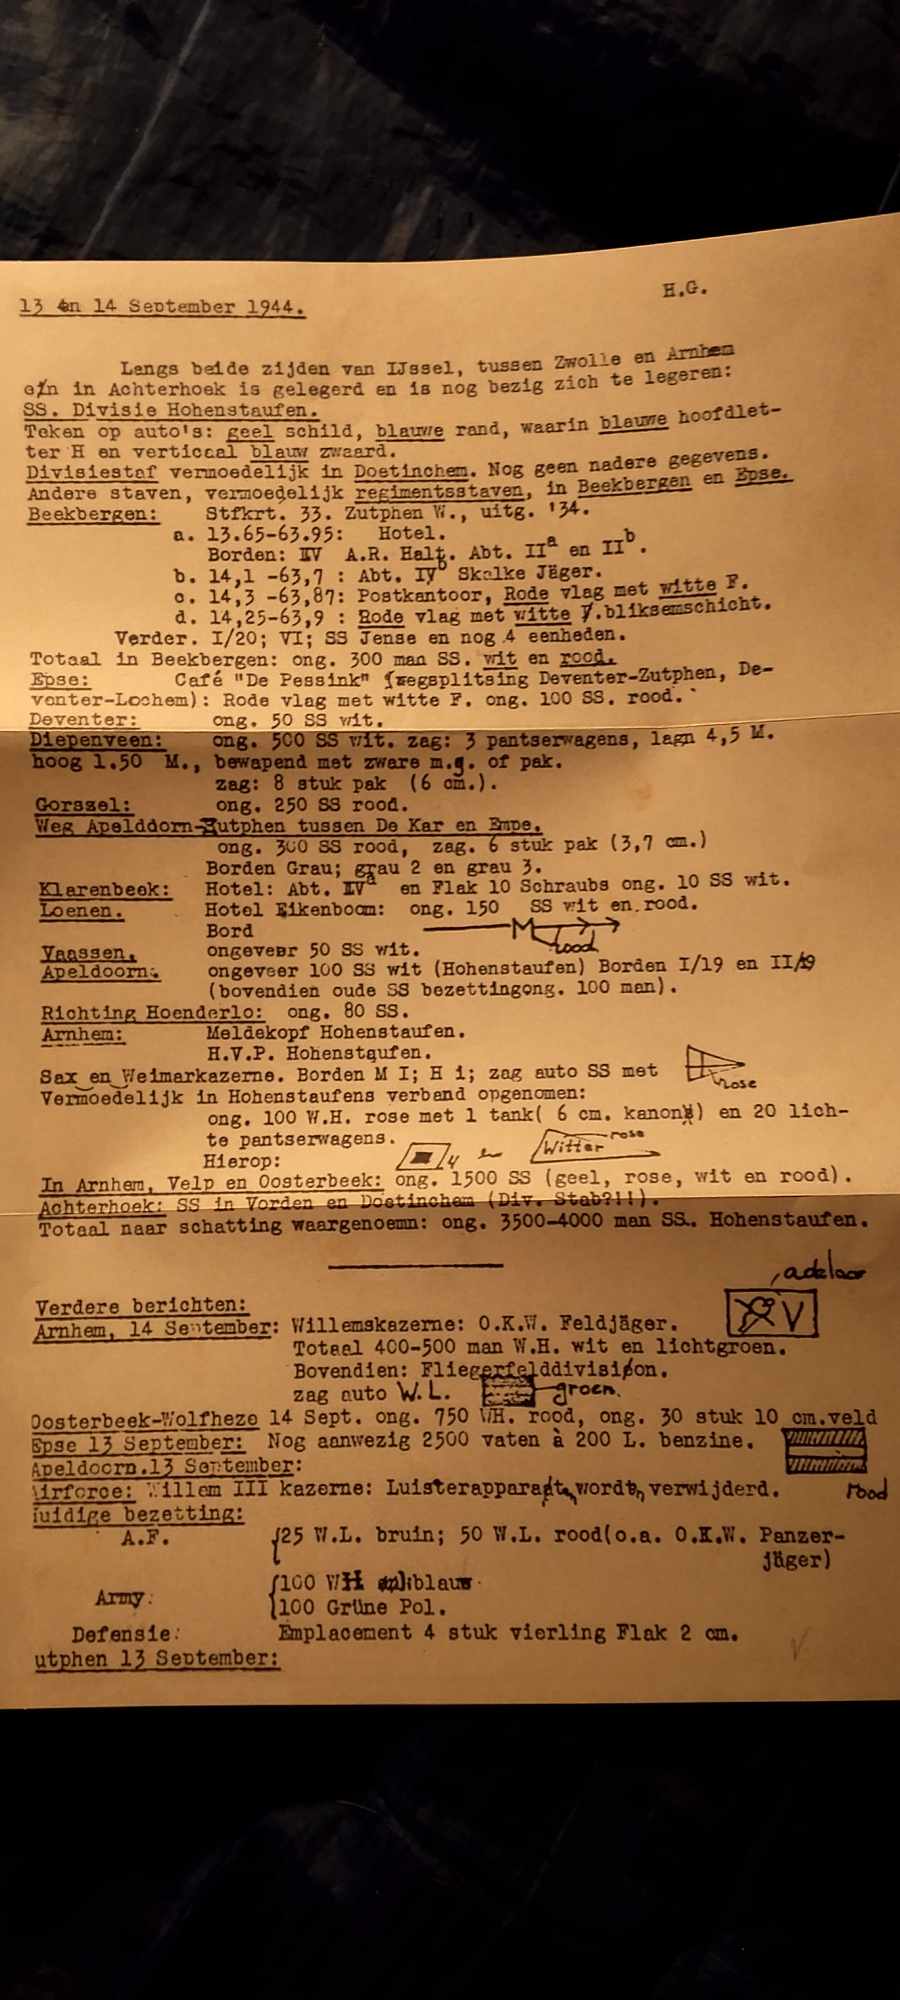 H.G.
13 en 14 September 1944.
Langs beide zijden van IJssel, tussen Zwolle en Arnhem
en in Achterhoek is gelegerd en is nog bezig zich te legeren:
SS. Divisie Hohenstaufen.
Teken op auto's: geel schild, blauwe rand, waarin blauwe hoofdlet-
ter H en verticaal blauw zwaard.
Divisiestaf vermoedelijk in Doetinchem. Nog geen nadere gegevens.
Andere staven, vermoedelijk regimentsstaven, in Beekbergen en Epse.
Beekbergen: Stfkrt. 33. Zutphen W., uitg. '34.
a. 13.65-63.95: Hotel.
Borden: IV A.R. Halt. Abt. IIa en IIb.
b. 14,1 -63,7 : Abt. IVb Skalke Jäger.
c. 14,3 -63,87: Postkantoor, Rode vlag met witte F.
d. 14,25-63,9 : Rode vlag met witte bliksemschicht.
Verder. I/20; VI; SS Jense en nog 4 eenheden.
Totaal in Beekbergen: ong. 300 man SS. wit en rood.
Epse: Café "De Pessink" (wegsplitsing Deventer-Zutphen, De-
venter-Lochem): Rode vlag met witte F. ong. 100 SS. rood.
Deventer: ong. 50 SS wit.
Diepenveen: ong. 500 SS wit. zag: 3 pantserwagens, lagn 4,5 M.
hoog 1.50 M., bewapend met zware m.g. of pak.
zag: 8 stuk pak (6 cm.).
Gorssel: ong. 250 SS rood.
Weg Apelddorn-Zutphen tussen De Kar en Empe.
ong. 300 SS rood, zag. 6 stuk pak (3,7 cm.)
Borden Grau; grau 2 en grau 3.
Klarenbeek: Hotel: Abt. IVa en Flak 10 Schraubs ong. 10 SS wit.
Loenen. Hotel Eikenboom: ong. 150 SS wit en rood.
Bord M rood
Vaassen. ongeveer 50 SS wit.
Apeldoorn: ongeveer 100 SS wit (Hohenstaufen) Borden I/19 en II/19
(bovendien oude SS bezettingong. 100 man).
Richting Hoenderlo: ong. 80 SS.
Arnhem: Meldekopf Hohenstaufen.
H.V.P. Hohenstaufen.
Sax en Weimarkazerne. Borden M I; H i; zag auto SS met rose
Vermoedelijk in Hohenstaufens verband opgenomen:
ong. 100 W.H. rose met 1 tank( 6 cm. kanon) en 20 lich-
te pantserwagens.
Hierop: 4 en Witter rose
In Arnhem, Velp en Oosterbeek: ong. 1500 SS (geel, rose, wit en rood).
Achterhoek: SS in Vorden en Doetinchem (Div. Stab?!!).
Totaal naar schatting waargenoemn: ong. 3500-4000 man SS. Hohenstaufen.
adelaar
V
Verdere berichten:
Arnhem, 14 September: Willemskazerne: O.K.W. Feldjäger.
Totaal 400-500 man W.H. wit en lichtgroen.
Bovendien: Fliegerfelddivision.
zag auto W.L. groen.
Oosterbeek-Wolfheze 14 Sept. ong. 750 WH. rood, ong. 30 stuk 10 cm.veld
Epse 13 September: Nog aanwezig 2500 vaten à 200 L. benzine.
Apeldoorn.13 September:
Airforce: Willem III kazerne: Luisterapparaten worden verwijderd. rood
Huidige bezetting:
A.F. 25 W.L. bruin; 50 W.L. rood(o.a. O.K.W. Panzer-
jäger)
Army: 100 WH blauw
100 Grüne Pol.
Defensie: Emplacement 4 stuk vierling Flak 2 cm.
utphen 13 September: